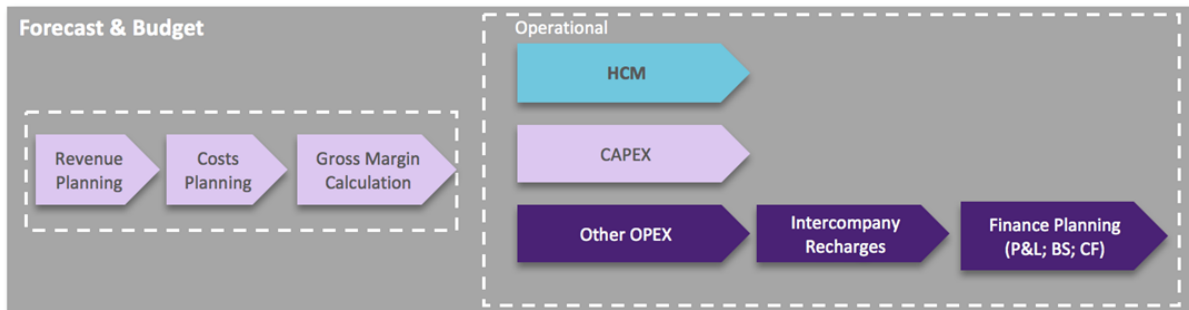 Forecast & Budget
Revenue
Planning
Costs
Planning
Gross Margin
Calculation
Operational
HCM
CAPEX
Other OPEX
Intercompany
Recharges
Finance Planning
(P&L; BS; CF)